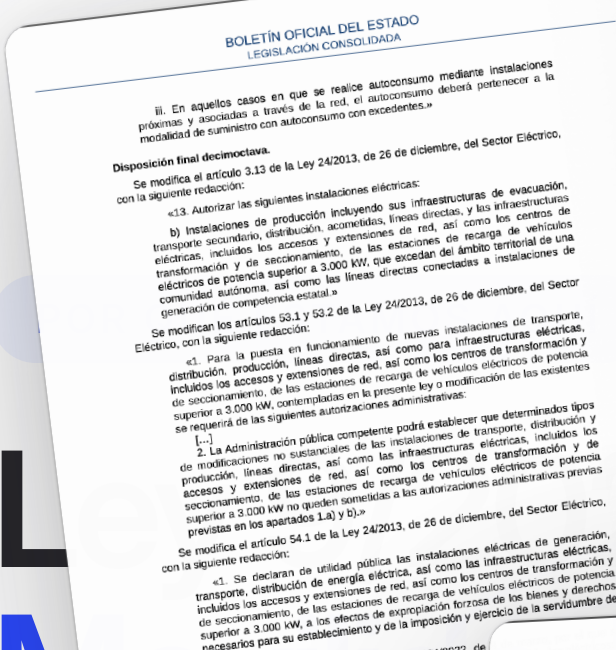 BOLETÍN OFICIAL DEL ESTADO
LEGISLACIÓN CONSOLIDADA
iii. En aquellos casos en que se realice autoconsumo mediante instalaciones
próximas y asociadas a través de la red, el autoconsumo deberá pertenecer a la
modalidad de suministro con autoconsumo con excedentes.»
Disposición final decimoctava.
Se modifica el artículo 3.13 de la Ley 24/2013, de 26 de diciembre, del Sector Eléctrico,
con la siguiente redacción:
«13. Autorizar las siguientes instalaciones eléctricas:
b) Instalaciones de producción incluyendo sus infraestructuras de evacuación,
transporte secundario, distribución, acometidas, líneas directas, y las infraestructuras
eléctricas, incluidos los accesos y extensiones de red, así como los centros de
transformación y de seccionamiento, de las estaciones de recarga de vehículos
eléctricos de potencia superior a 3.000 kW, que excedan del ámbito territorial de una
comunidad autónoma, así como las líneas directas conectadas a instalaciones de
generación de competencia estatal.»
Se modifican los artículos 53.1 y 53.2 de la Ley 24/2013, de 26 de diciembre, del Sector
Eléctrico, con la siguiente redacción:
«1. Para la puesta en funcionamiento de nuevas instalaciones de transporte,
distribución, producción, líneas directas, así como para infraestructuras eléctricas,
incluidos los accesos y extensiones de red, así como los centros de transformación y
de seccionamiento, de las estaciones de recarga de vehículos eléctricos de potencia
superior a 3.000 kW, contempladas en la presente ley o modificación de las existentes
se requerirá de las siguientes autorizaciones administrativas:
[...]
2. La Administración pública competente podrá establecer que determinados tipos
de modificaciones no sustanciales de las instalaciones de transporte, distribución y
producción, líneas directas, así como las infraestructuras eléctricas, incluidos los
accesos y extensiones de red, así como los centros de transformación y de
seccionamiento, de las estaciones de recarga de vehículos eléctricos de potencia
superior a 3.000 kW no queden sometidas a las autorizaciones administrativas previas
previstas en los apartados 1.a) y b).»
Se modifica el artículo 54.1 de la Ley 24/2013, de 26 de diciembre, del Sector Eléctrico,
con la siguiente redacción:
«1. Se declaran de utilidad pública las instalaciones eléctricas de generación,
transporte, distribución de energía eléctrica, así como las infraestructuras eléctricas,
incluidos los accesos y extensiones de red, así como los centros de transformación y
de seccionamiento, de las estaciones de recarga de vehículos eléctricos de potencia
superior a 3.000 kW, a los efectos de expropiación forzosa de los bienes y derechos
necesarios para su establecimiento y de la imposición y ejercicio de la servidumbre de
L